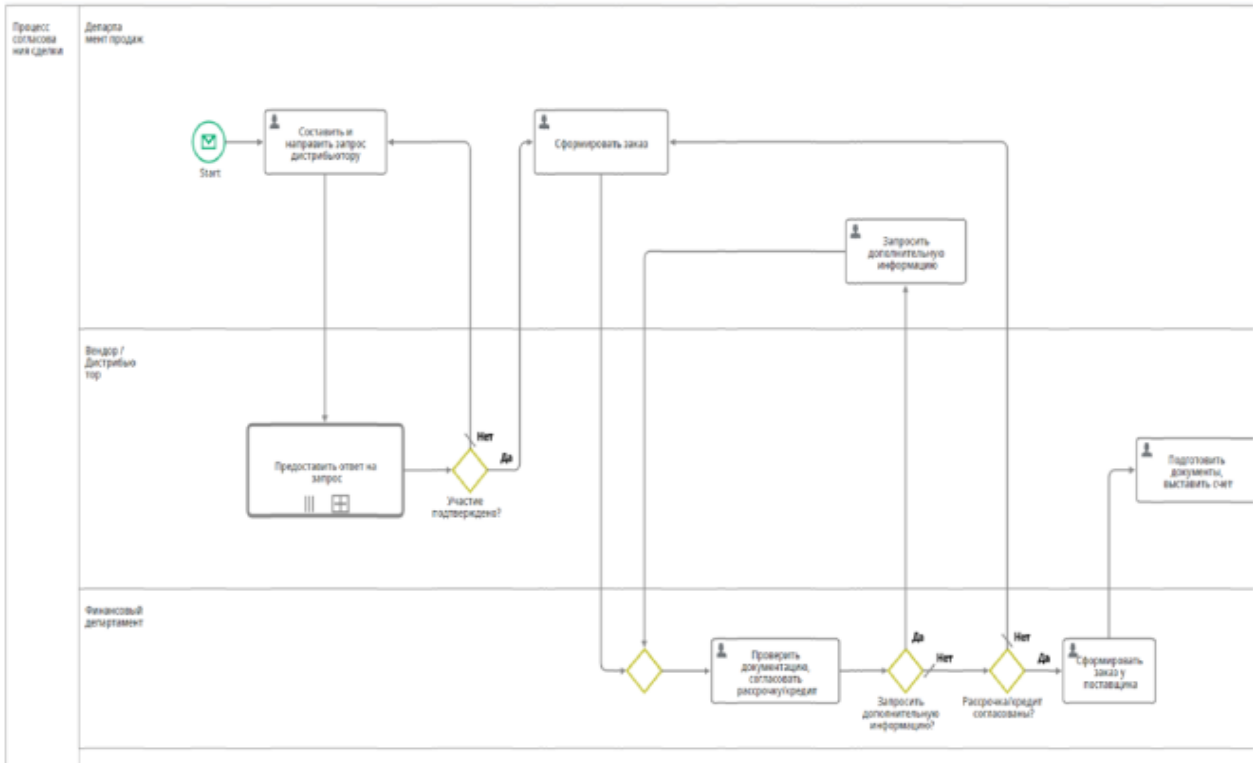 Процесс
согласова
ния сделки
Департа
мент продаж
Start
Составить и
направить запрос
дистрибьютору
Сформировать заказ
Запросить
дополнительную
информацию
Вендор /
Дистрибью
тор
Предоставить ответ на
запрос
Нет
Да
Участие
подтверждено?
Подготовить
документы,
выставить счет
Финансовый
департамент
Проверить
документацию,
согласовать
рассрочку/кредит
Да
Нет
Запросить
дополнительную
информацию?
Нет
Да
Рассрочка/кредит
согласованы?
Сформировать
заказ у
поставщика